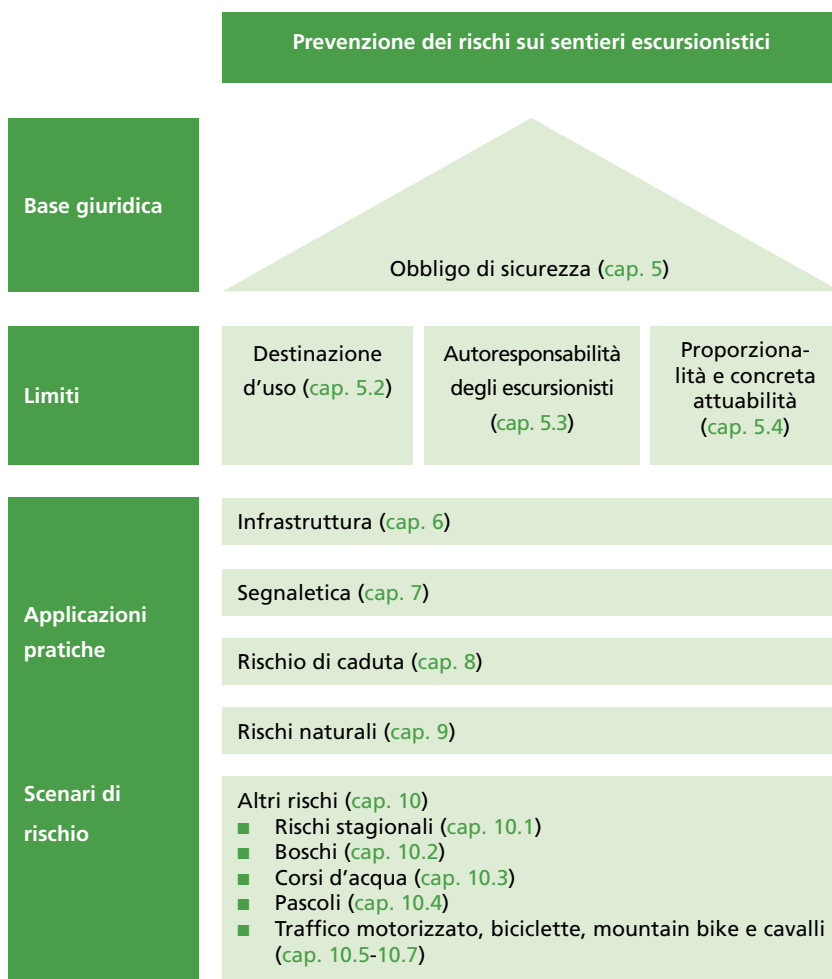 Prevenzione dei rischi sui sentieri escursionistici
Base giuridica
Obbligo di sicurezza (cap. 5)
Limiti
Destinazione
d’uso (cap. 5.2)
Autoresponsabilità
degli escursionisti
(cap. 5.3)
Proporziona-
lità e concreta
attuabilità
(cap. 5.4)
Applicazioni
pratiche
Infrastruttura (cap. 6)
Segnaletica (cap. 7)
Rischio di caduta (cap. 8)
Rischi naturali (cap. 9)
Scenari di
rischio
Altri rischi (cap. 10)
■ Rischi stagionali (cap. 10.1)
■ Boschi (cap. 10.2)
■ Corsi d'acqua (cap. 10.3)
■ Pascoli (cap. 10.4)
■ Traffico motorizzato, biciclette, mountain bike e cavalli
(cap. 10.5-10.7)